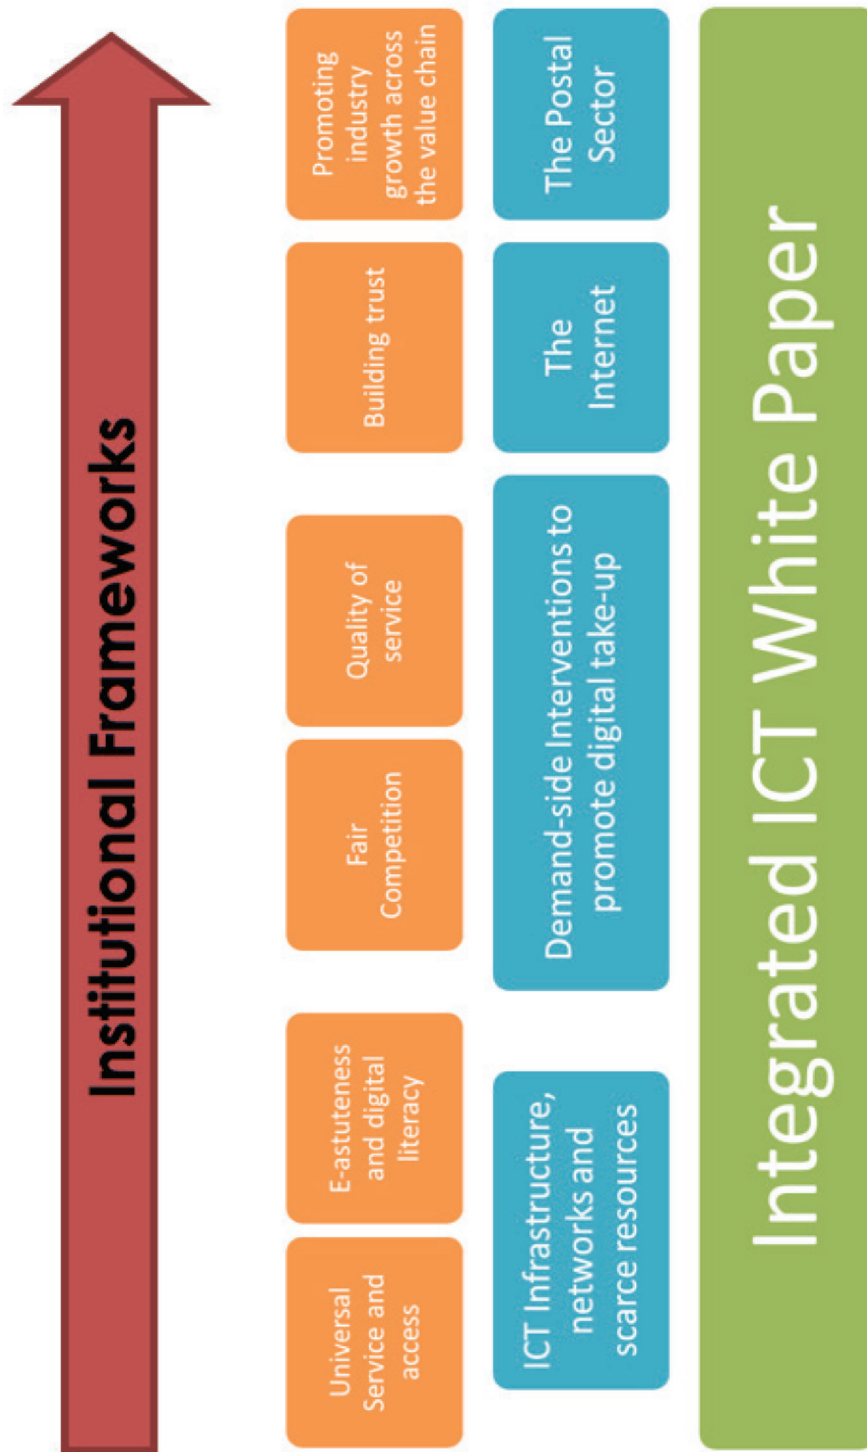 Institutional Frameworks
Universal
Service and
access
E-astuteness
and digital
literacy
Fair
Competition
Quality of
service
Building trust
Promoting
industry
growth across
the value chain
ICT Infrastructure,
networks and
scarce resources
Demand-side Interventions to
promote digital take-up
The
Internet
The Postal
Sector
Integrated ICT White Paper